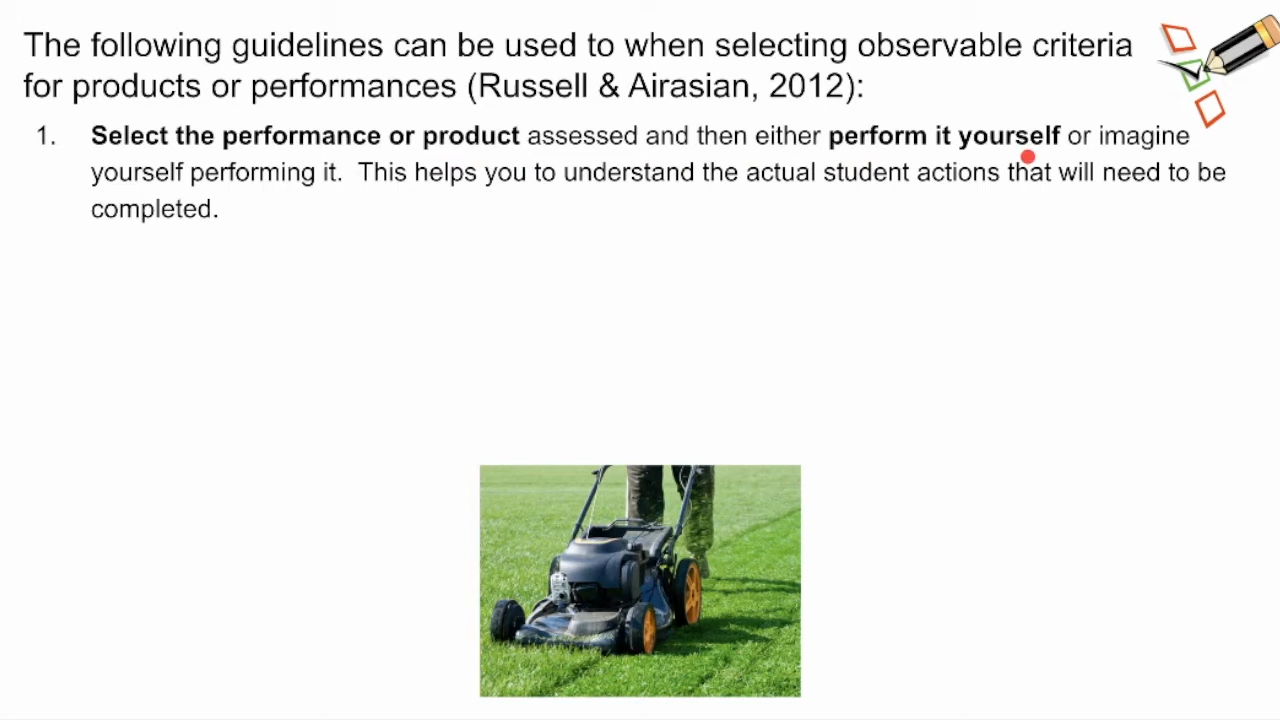 The following guidelines can be used to when selecting observable criteria
for products or performances (Russell & Airasian, 2012):
1. Select the performance or product assessed and then either perform it yourself or imagine
yourself performing it. This helps you to understand the actual student actions that will need to be
completed.